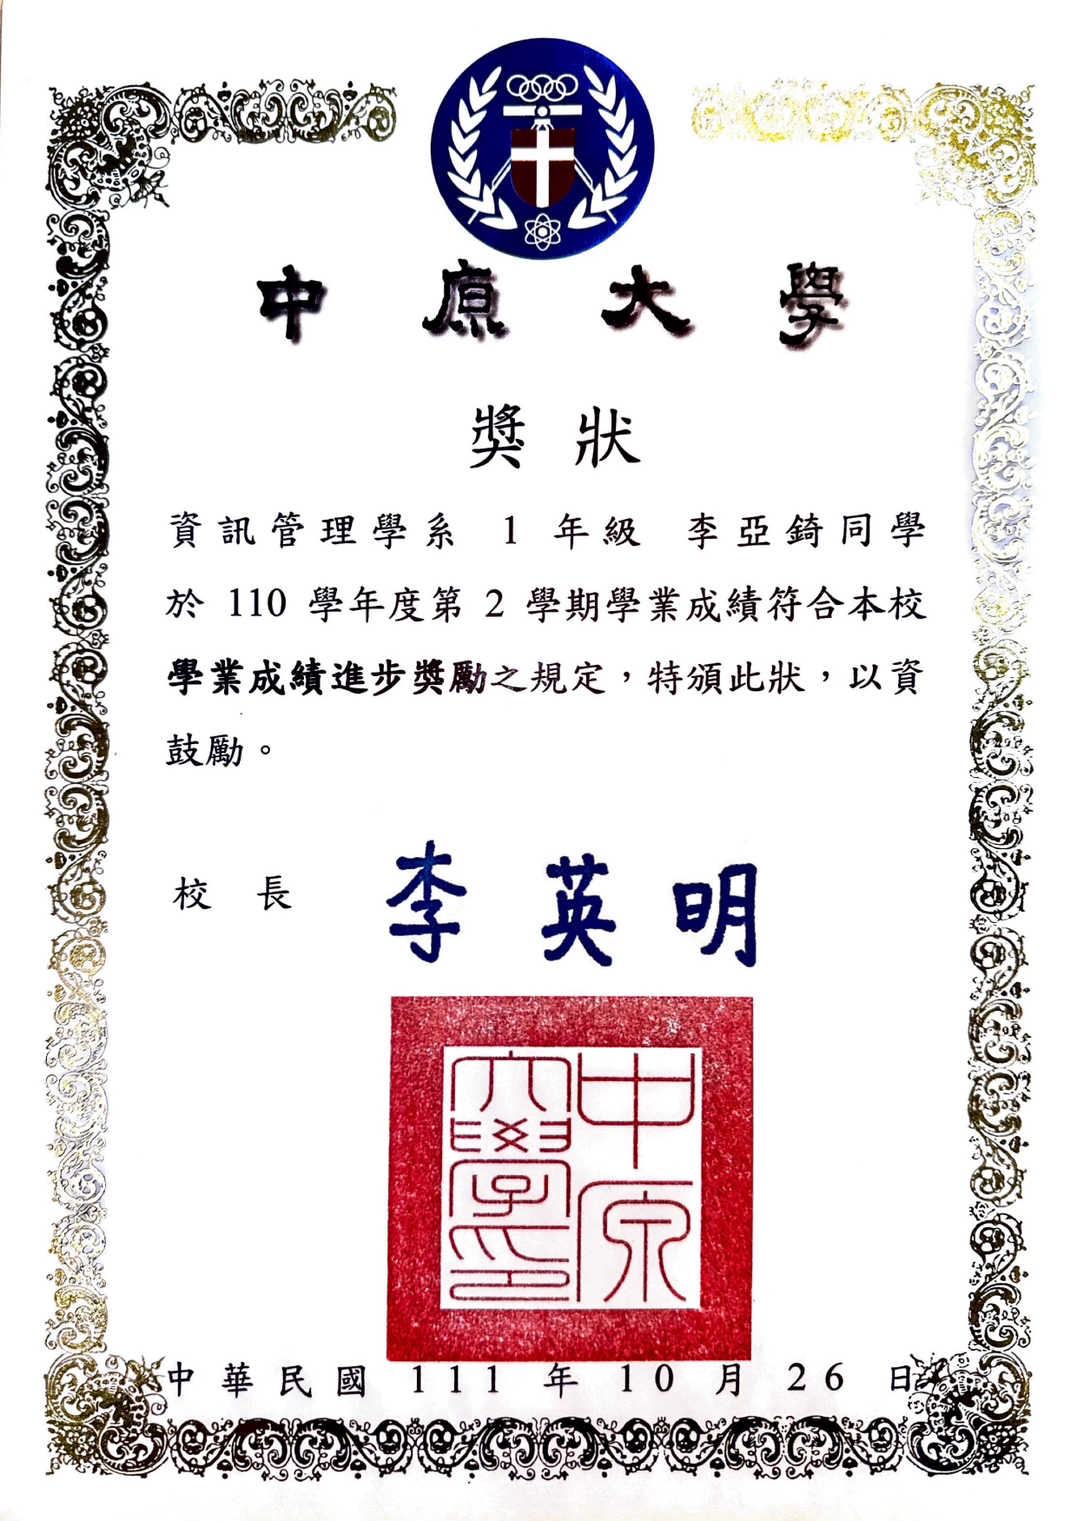 中原大學
獎狀
資訊管理學系 1 年級 李亞錡同學
於 110 學年度第 2 學期學業成績符合本校
學業成績進步獎勵之規定，特頒此狀，以資
鼓勵。
校長 李英明
中原
大學印
中華民國 111 年 10 月 26 日